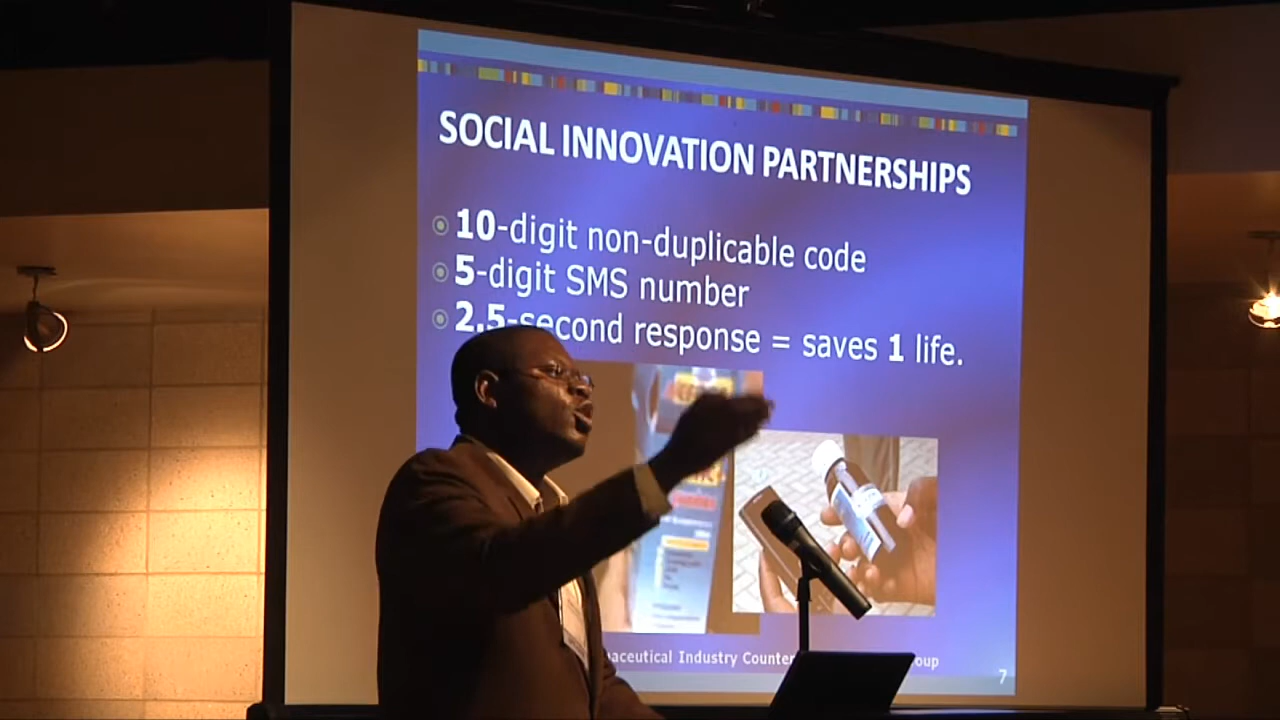 SOCIAL INNOVATION PARTNERSHIPS
10-digit non-duplicable code
5-digit SMS number
2.5-second response = saves 1 life.
Industry
7